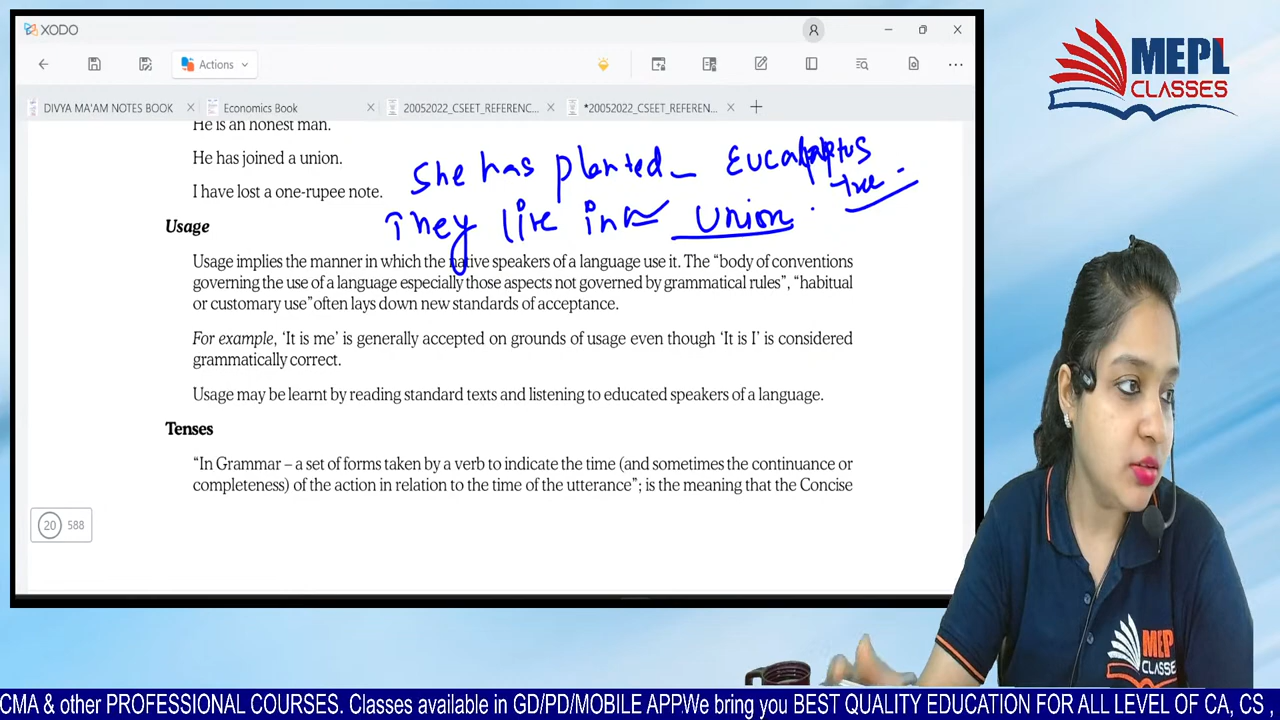 XODO
Actions
DIVYA MA'AM NOTES BOOK
Economics Book
20052022_CSEET_REFERENC...
*20052022_CSEET_REFEREN...
MEPL
CLASSES
He is an honest man.
He has joined a union.
I have lost a one-rupee note.
She has planted _ Eucalyptus
tree.
They live in union.
Usage
Usage implies the manner in which the native speakers of a language use it. The “body of conventions
governing the use of a language especially those aspects not governed by grammatical rules”, “habitual
or customary use” often lays down new standards of acceptance.
For example, ‘It is me’ is generally accepted on grounds of usage even though ‘It is I’ is considered
grammatically correct.
Usage may be learnt by reading standard texts and listening to educated speakers of a language.
Tenses
“In Grammar – a set of forms taken by a verb to indicate the time (and sometimes the continuance or
completeness) of the action in relation to the time of the utterance”; is the meaning that the Concise
20 588
MEPL
CLASSES
CMA & other PROFESSIONAL COURSES. Classes available in GD/PD/MOBILE APPWe bring you BEST QUALITY EDUCATION FOR ALL LEVEL OF CA, CS ,